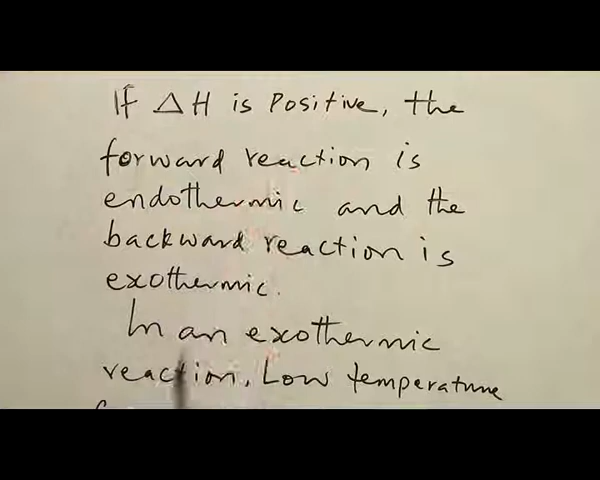 If △H is Positive, the
forward reaction is
endothermic and the
backward reaction is
exothermic.
In an exothermic
reaction, Low temperature